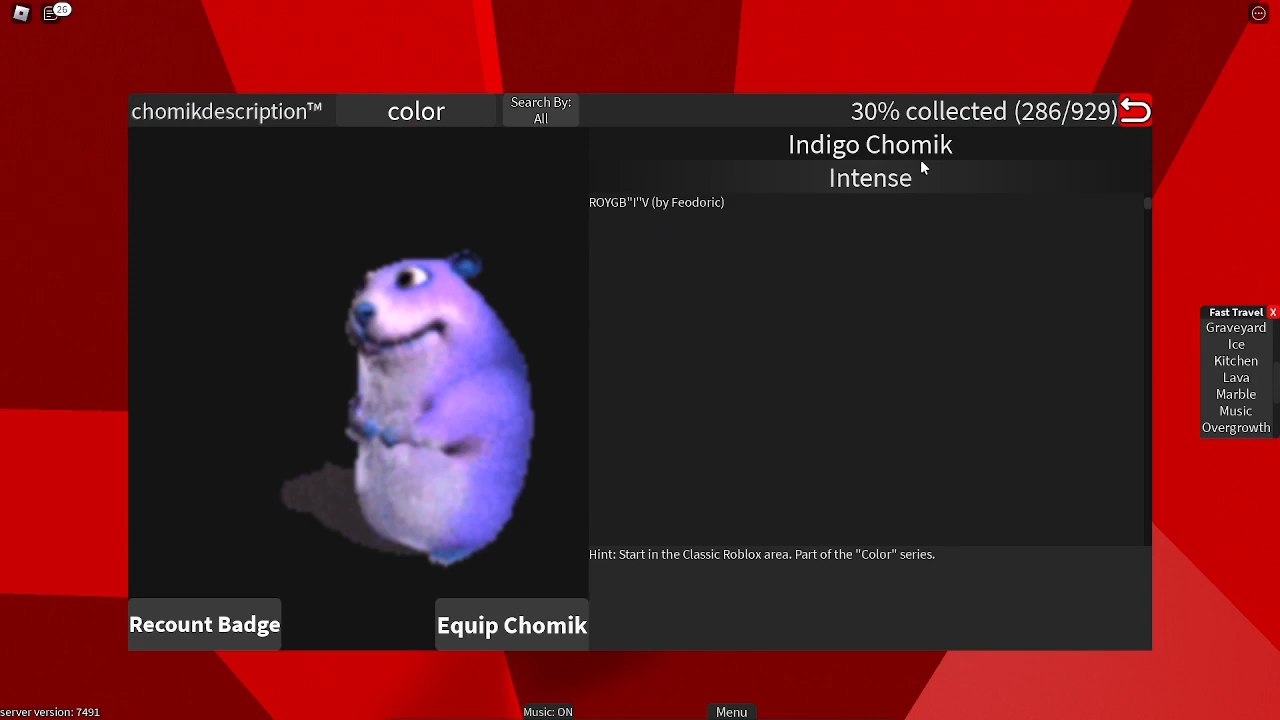 26
chomikdescription™
color
Search By:
All
30% collected (286/929)
Indigo Chomik
Intense
ROYGB"I"V (by Feodoric)
Fast Travel X
Graveyard
Ice
Kitchen
Lava
Marble
Music
Overgrowth
Hint: Start in the Classic Roblox area. Part of the "Color" series.
Recount Badge
Equip Chomik
server version: 7491
Music: ON
Menu